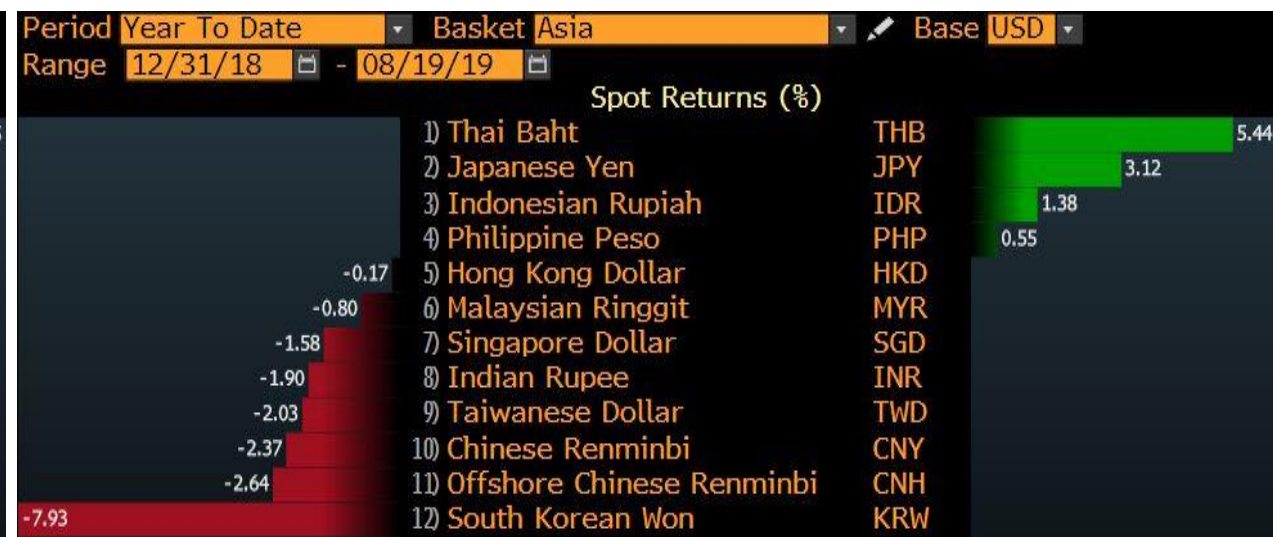 Period Year To Date Basket Asia Base USD
Range 12/31/18 - 08/19/19
Spot Returns (%)
1) Thai Baht THB 5.44
2) Japanese Yen JPY 3.12
3) Indonesian Rupiah IDR 1.38
4) Philippine Peso PHP 0.55
-0.17 5) Hong Kong Dollar HKD
-0.80 6) Malaysian Ringgit MYR
-1.58 7) Singapore Dollar SGD
-1.90 8) Indian Rupee INR
-2.03 9) Taiwanese Dollar TWD
-2.37 10) Chinese Renminbi CNY
-2.64 11) Offshore Chinese Renminbi CNH
-7.93 12) South Korean Won KRW